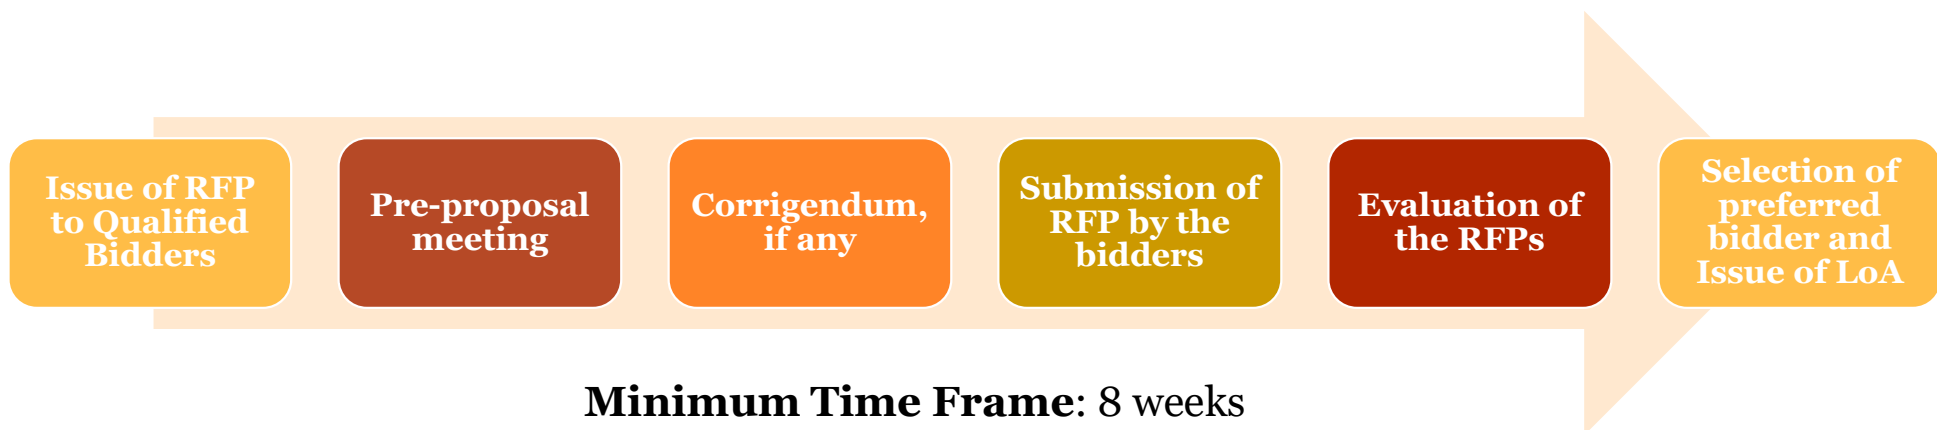 Issue of RFP
to Qualified
Bidders
Pre-proposal
meeting
Corrigendum,
if any
Submission of
RFP by the
bidders
Evaluation of
the RFPs
Selection of
preferred
bidder and
Issue of LoA
Minimum Time Frame: 8 weeks